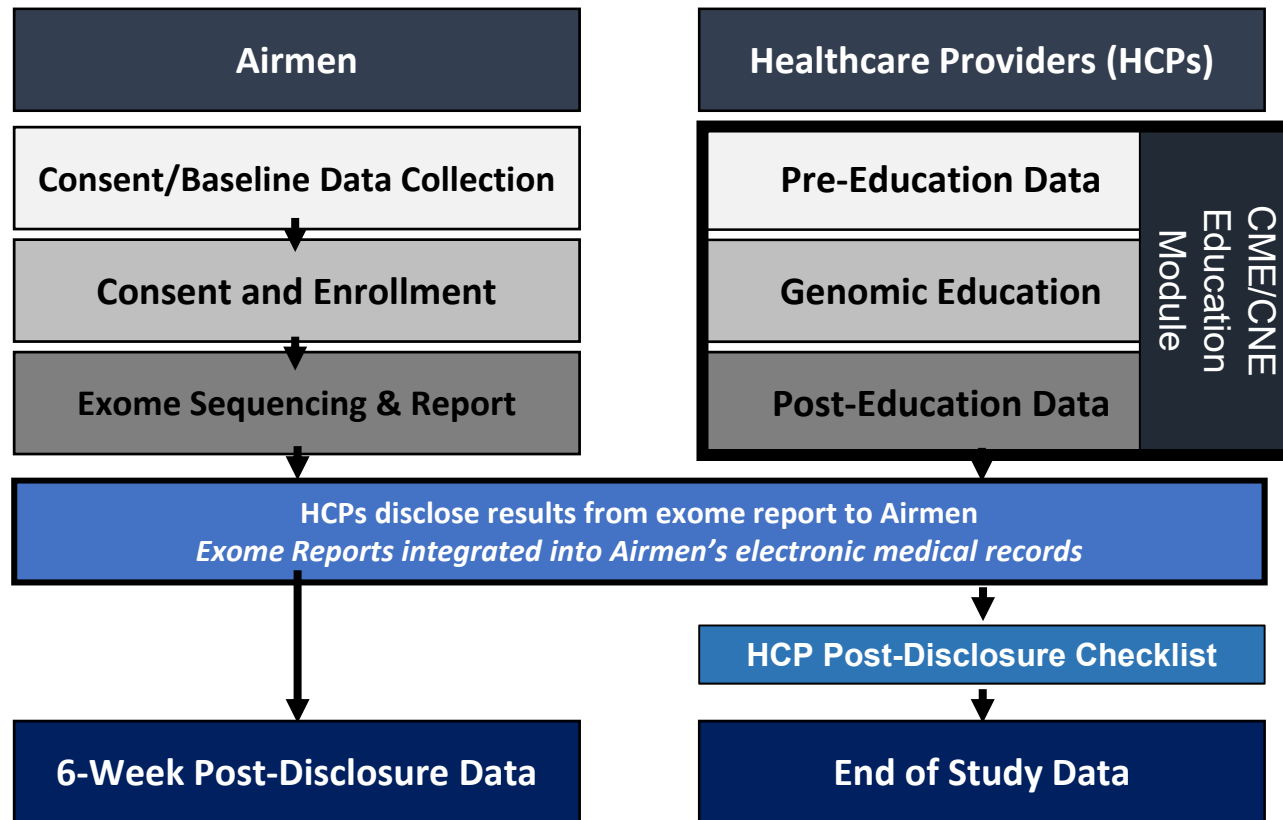 Airmen
Healthcare Providers (HCPs)
Consent/Baseline Data Collection
Consent and Enrollment
Exome Sequencing & Report
Pre-Education Data
Genomic Education
Post-Education Data
CME/CNE
Education
Module
HCPs disclose results from exome report to Airmen
Exome Reports integrated into Airmen’s electronic medical records
HCP Post-Disclosure Checklist
6-Week Post-Disclosure Data
End of Study Data